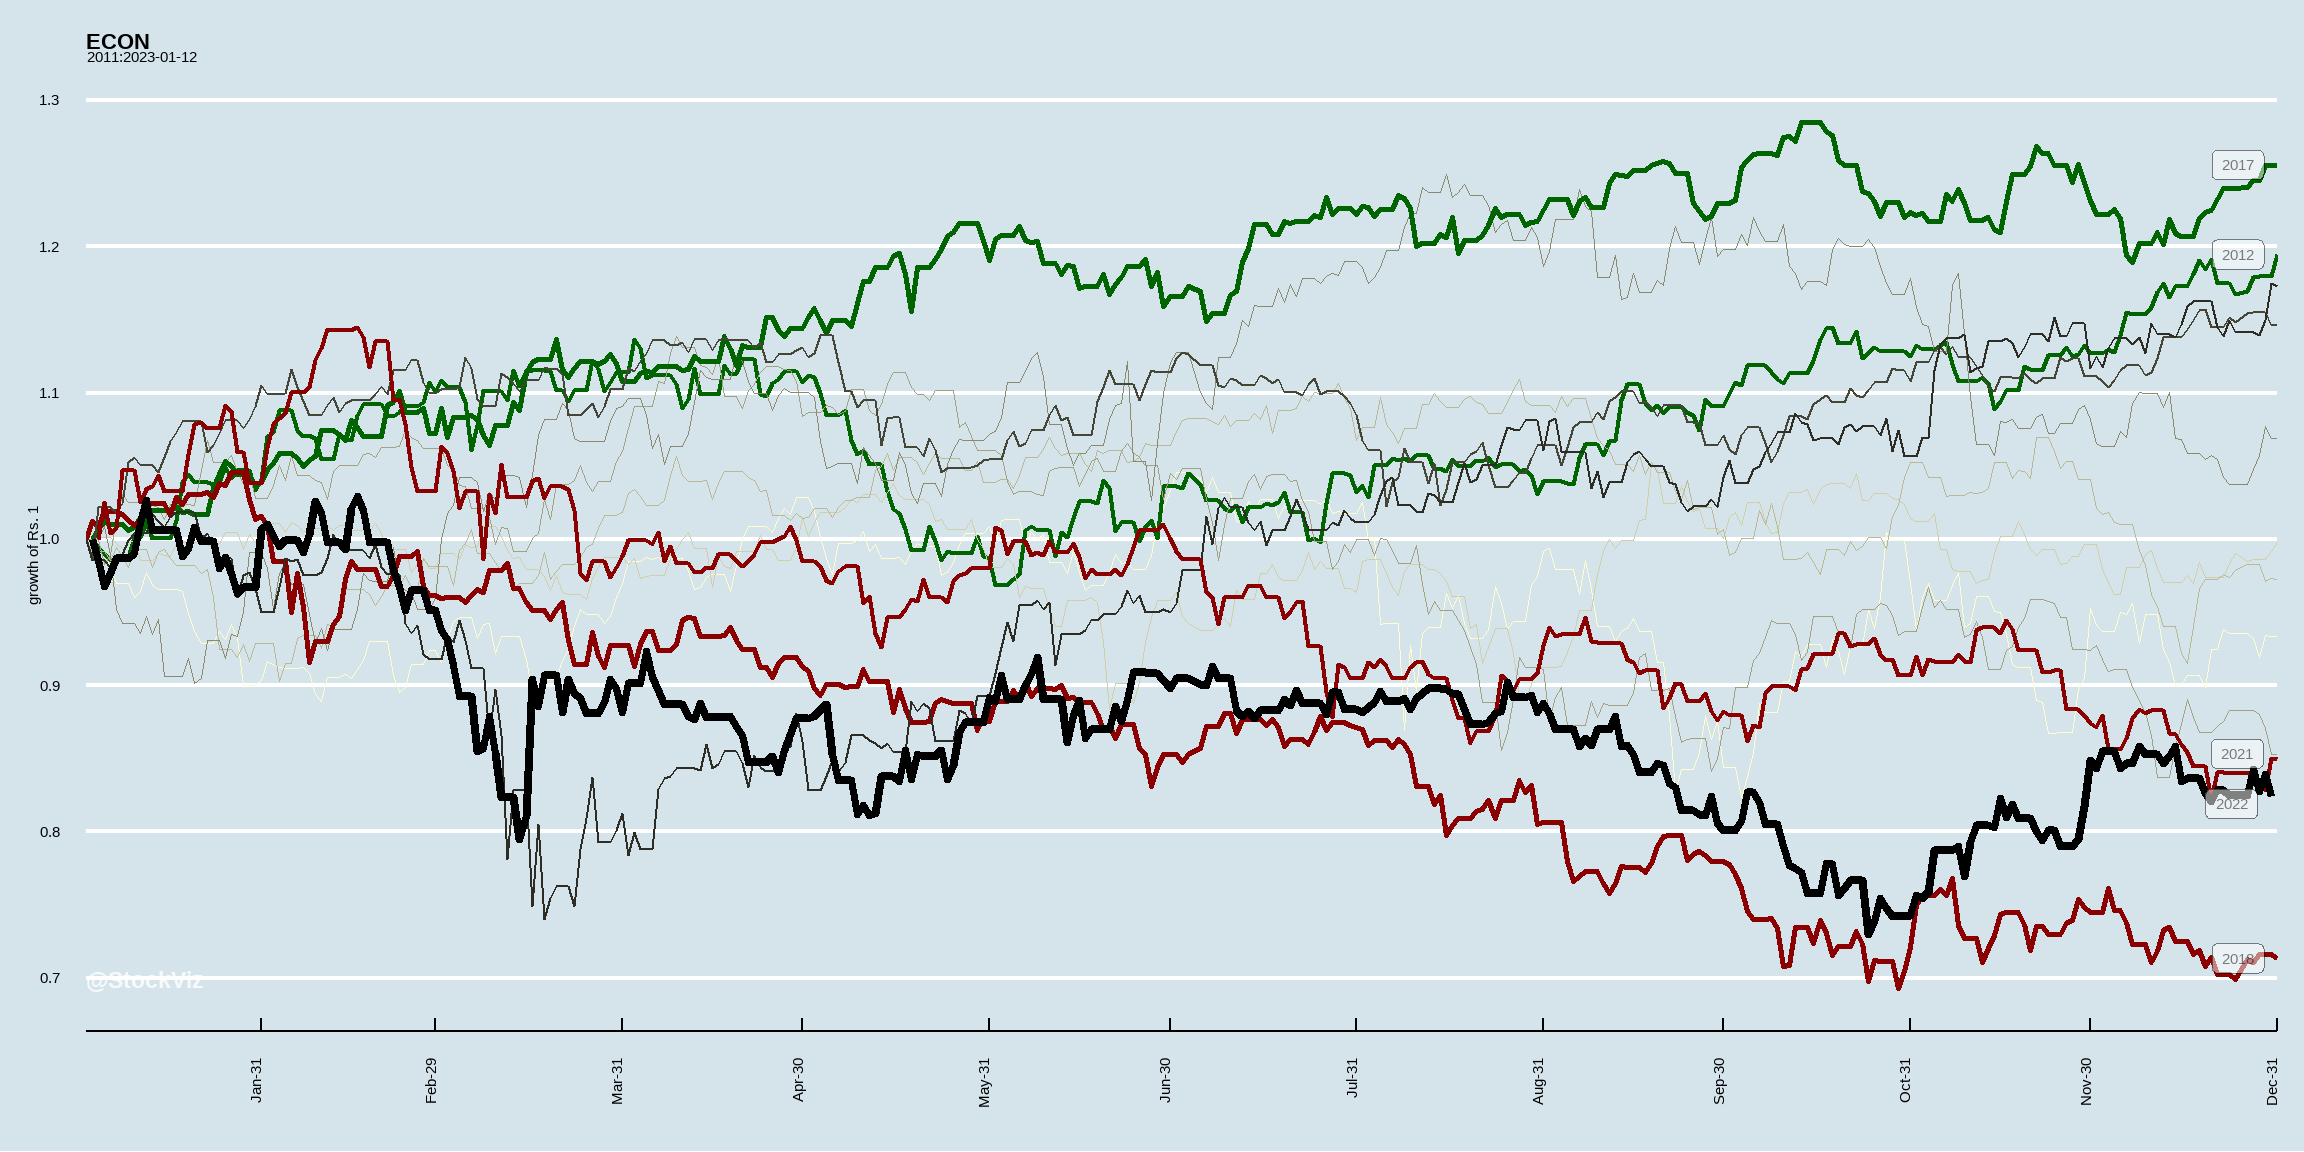 ECON
2011:2023-01-12
growth of Rs. 1
1.3
1.2
1.1
1.0
0.9
0.8
0.7
2017
2012
2021
2022
2018
@StockViz
Jan-31
Feb-29
Mar-31
Apr-30
May-31
Jun-30
Jul-31
Aug-31
Sep-30
Oct-31
Nov-30
Dec-31